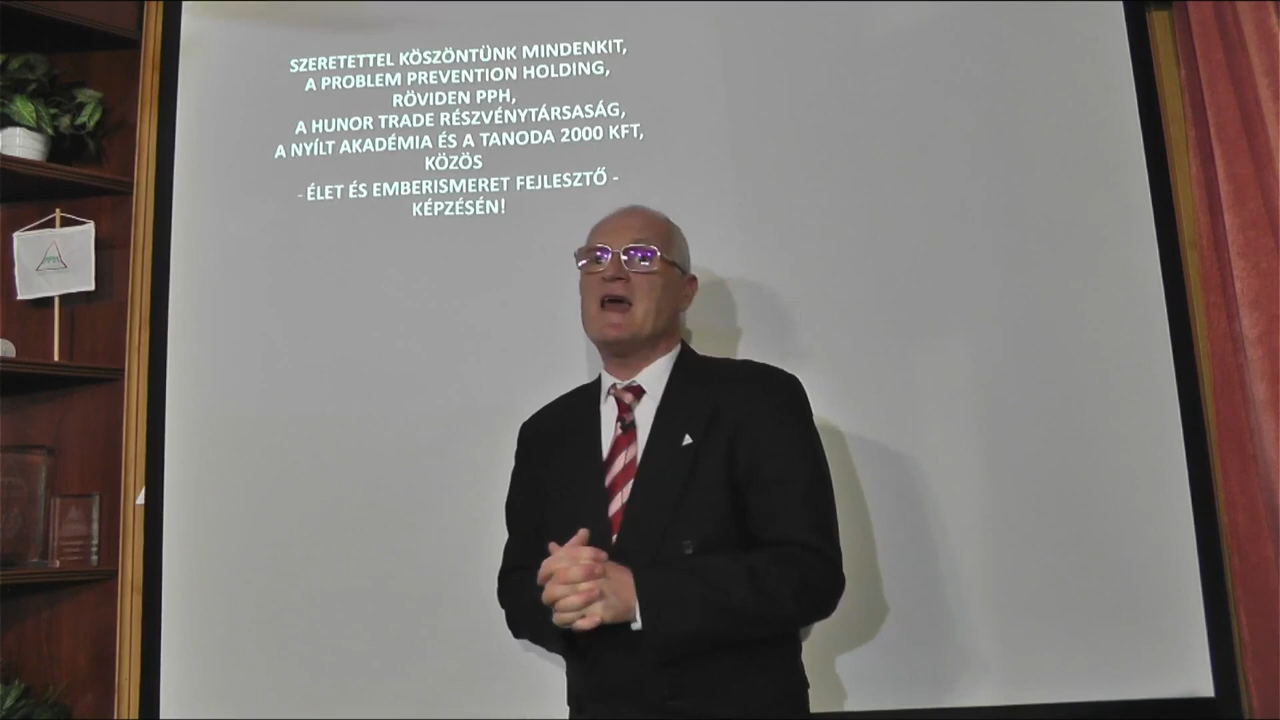 SZERETETTEL KÖSZÖNTÜNK MINDENKIT,
A PROBLEM PREVENTION HOLDING,
RÖVIDEN PPH,
A HUNOR TRADE RÉSZVÉNYTÁRSASÁG,
A NYÍLT AKADÉMIA ÉS A TANODA 2000 KFT,
KÖZÖS
- ÉLET ÉS EMBERISMERET FEJLESZTŐ -
KÉPZÉSÉN!
PPH